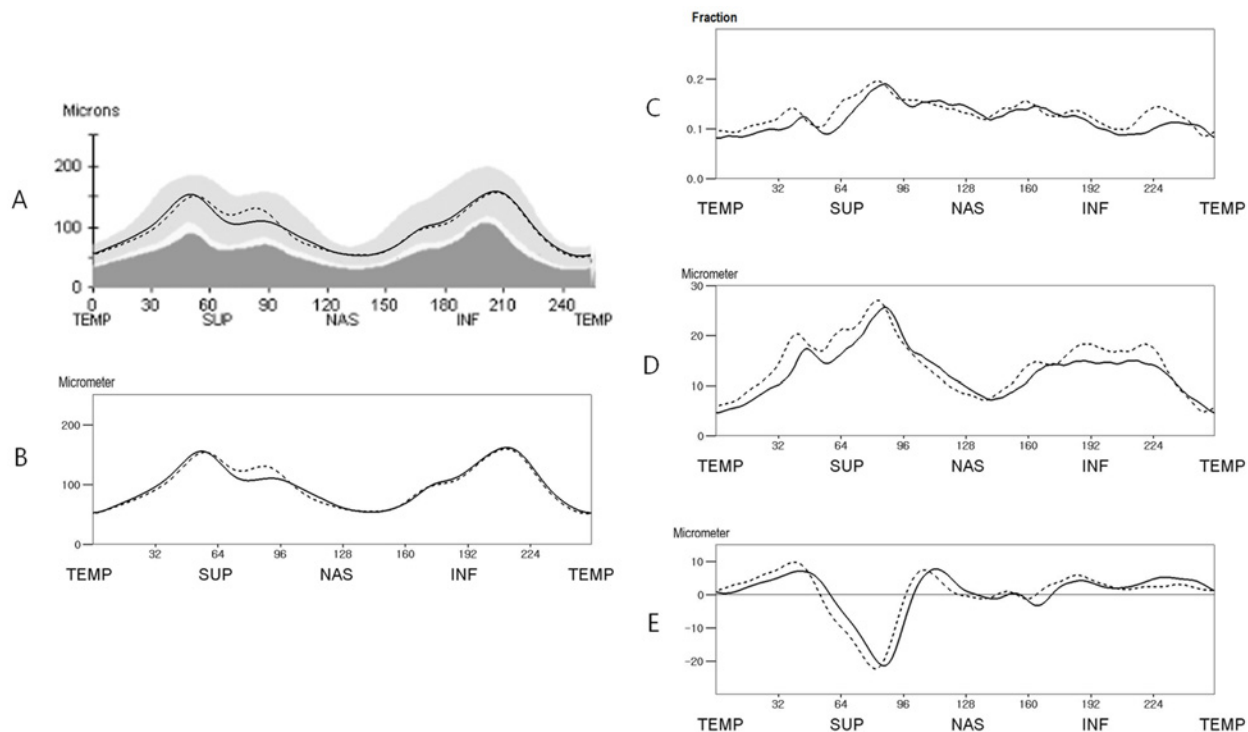 A
Microns
200
100
0
0 30 60 90 120 150 180 210 240
TEMP SUP NAS INF TEMP
B
Micrometer
200
100
0
32 64 96 128 160 192 224
TEMP SUP NAS INF TEMP
C
Fraction
0.2
0.1
0.0
32 64 96 128 160 192 224
TEMP SUP NAS INF TEMP
D
Micrometer
30
20
10
0
32 64 96 128 160 192 224
TEMP SUP NAS INF TEMP
E
Micrometer
10
0
-10
-20
32 64 96 128 160 192 224
TEMP SUP NAS INF TEMP